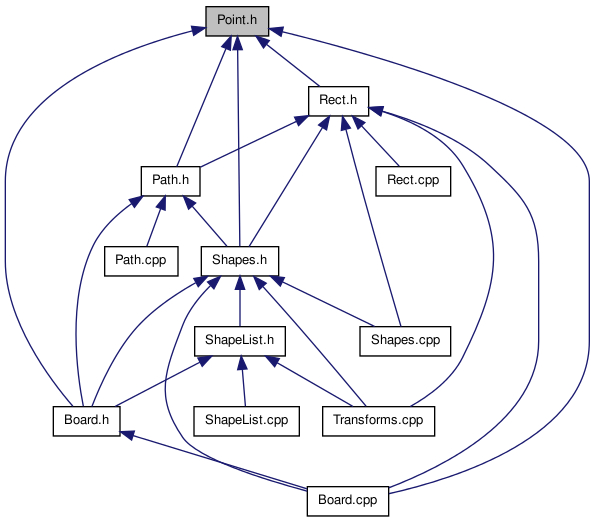 Point.h
Rect.h
Path.h
Rect.cpp
Path.cpp
Shapes.h
ShapeList.h
Shapes.cpp
Board.h
ShapeList.cpp
Transforms.cpp
Board.cpp